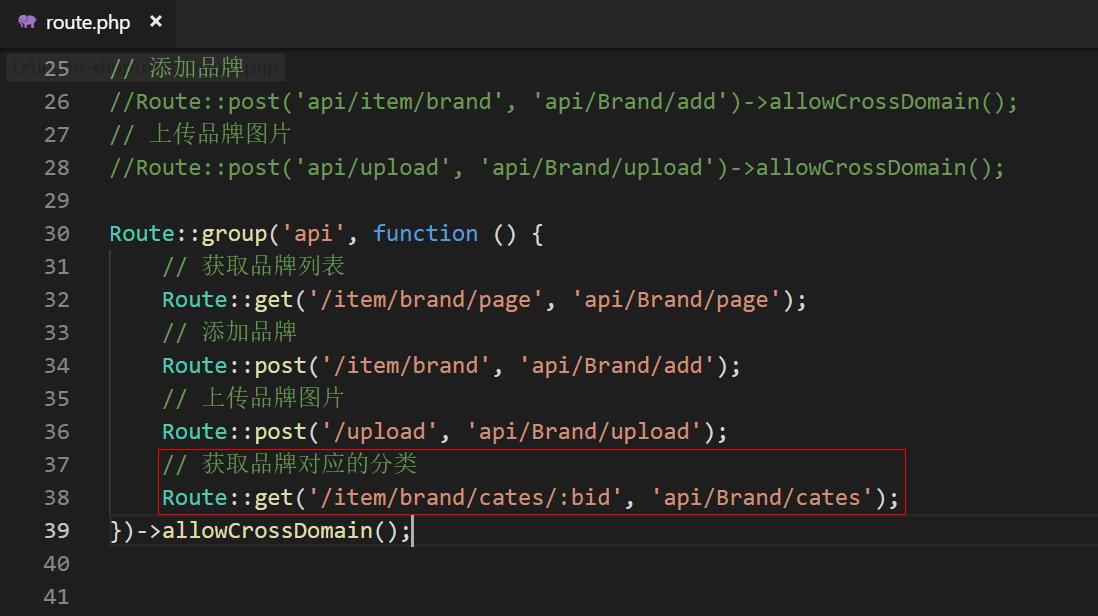 route.php ×
25 // 添加品牌
26 //Route::post('api/item/brand', 'api/Brand/add')->allowCrossDomain();
27 // 上传品牌图片
28 //Route::post('api/upload', 'api/Brand/upload')->allowCrossDomain();
29
30 Route::group('api', function () {
31     // 获取品牌列表
32     Route::get('/item/brand/page', 'api/Brand/page');
33     // 添加品牌
34     Route::post('/item/brand', 'api/Brand/add');
35     // 上传品牌图片
36     Route::post('/upload', 'api/Brand/upload');
37     // 获取品牌对应的分类
38     Route::get('/item/brand/cates/:bid', 'api/Brand/cates');
39 })->allowCrossDomain();
40
41